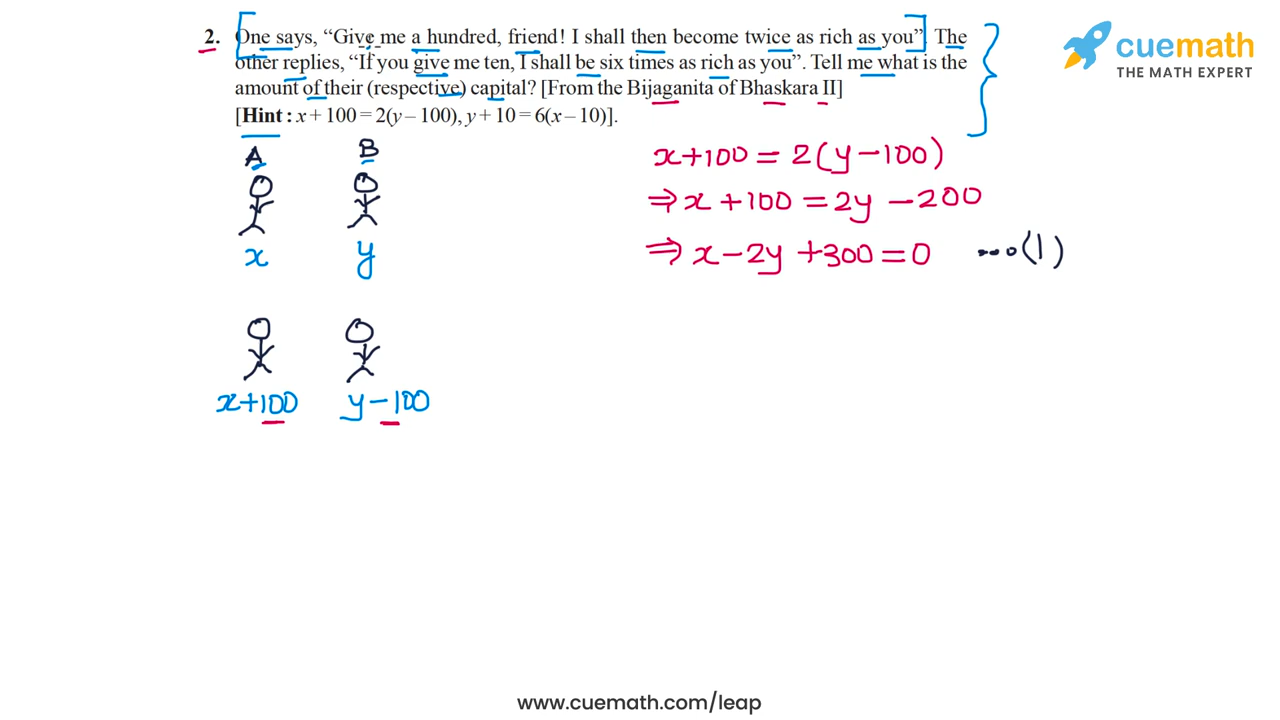 2. One says, “Give me a hundred, friend! I shall then become twice as rich as you”. The
other replies, “If you give me ten, I shall be six times as rich as you”. Tell me what is the
amount of their (respective) capital? [From the Bijaganita of Bhaskara II]
[Hint : x + 100 = 2(y – 100), y + 10 = 6(x – 10)].
cuemath
THE MATH EXPERT
A B
x y
x+100 y-100
x+100 = 2(y-100)
⇒ x +100 = 2y -200
⇒ x - 2y +300 = 0 ...(1)
www.cuemath.com/leap